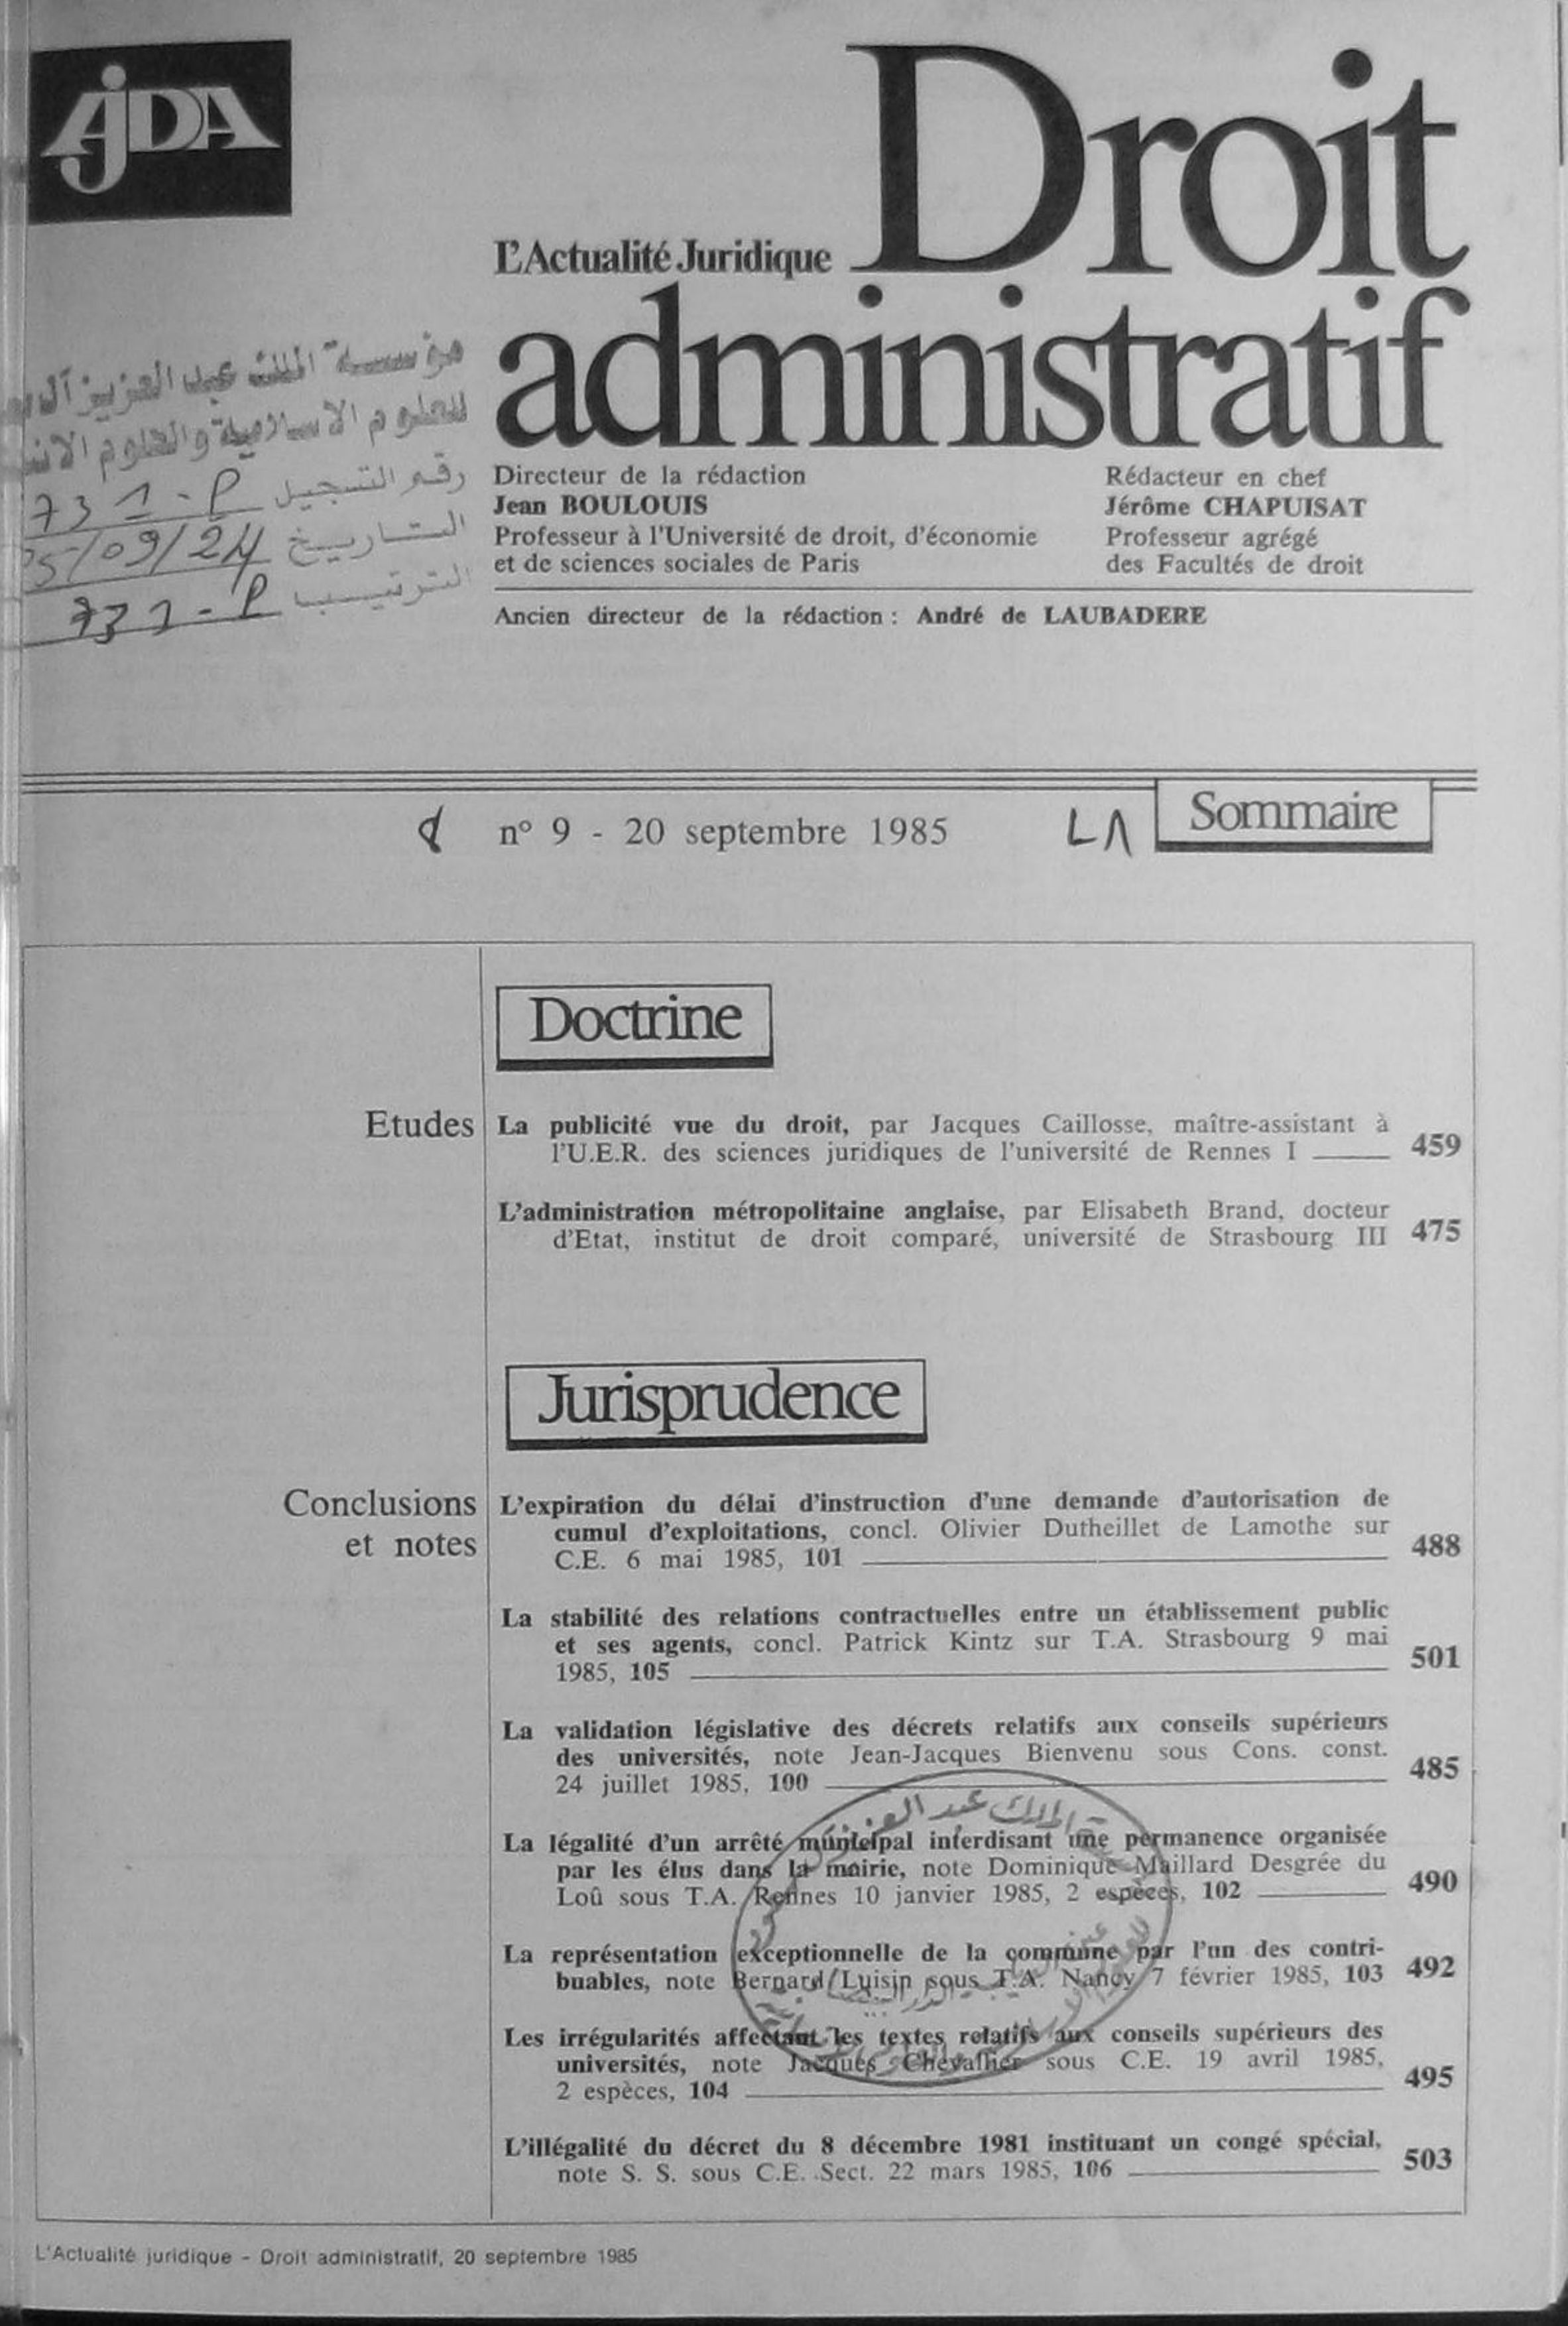 AJDA
L'Actualité Juridique Droit
administratif
مؤسسة الملك عبد العزيز آل
للعلوم الاسلامية والعلوم
رقم التسجيل 731-P
التاريخ 5/09/24
الترتيب 731-P
Directeur de la rédaction
Jean BOULOUIS
Professeur à l'Université de droit, d'économie
et de sciences sociales de Paris
Rédacteur en chef
Jérôme CHAPUISAT
Professeur agrégé
des Facultés de droit
Ancien directeur de la rédaction : André de LAUBADERE
n° 9 - 20 septembre 1985
Sommaire
Doctrine
Etudes
La publicité vue du droit, par Jacques Caillosse, maître-assistant à
l'U.E.R. des sciences juridiques de l'université de Rennes I 459
L'administration métropolitaine anglaise, par Elisabeth Brand, docteur
d'Etat, institut de droit comparé, université de Strasbourg III 475
Jurisprudence
Conclusions
et notes
L'expiration du délai d'instruction d'une demande d'autorisation de
cumul d'exploitations, concl. Olivier Dutheillet de Lamothe sur
C.E. 6 mai 1985, 101 488
La stabilité des relations contractuelles entre un établissement public
et ses agents, concl. Patrick Kintz sur T.A. Strasbourg 9 mai
1985, 105 501
La validation législative des décrets relatifs aux conseils supérieurs
des universités, note Jean-Jacques Bienvenu sous Cons. const.
24 juillet 1985, 100 485
La légalité d'un arrêté municipal interdisant une permanence organisée
par les élus dans la mairie, note Dominique Maillard Desgrée du
Loû sous T.A. Rennes 10 janvier 1985, 2 espèces, 102 490
La représentation exceptionnelle de la commune par l'un des contri-
buables, note Bernard Luisin sous T.A. Nancy 7 février 1985, 103 492
Les irrégularités affectant les textes relatifs aux conseils supérieurs des
universités, note Jacques Chevallier sous C.E. 19 avril 1985,
2 espèces, 104 495
L'illégalité du décret du 8 décembre 1981 instituant un congé spécial,
note S. S. sous C.E. Sect. 22 mars 1985, 106 503
L'Actualité juridique - Droit administratif, 20 septembre 1985